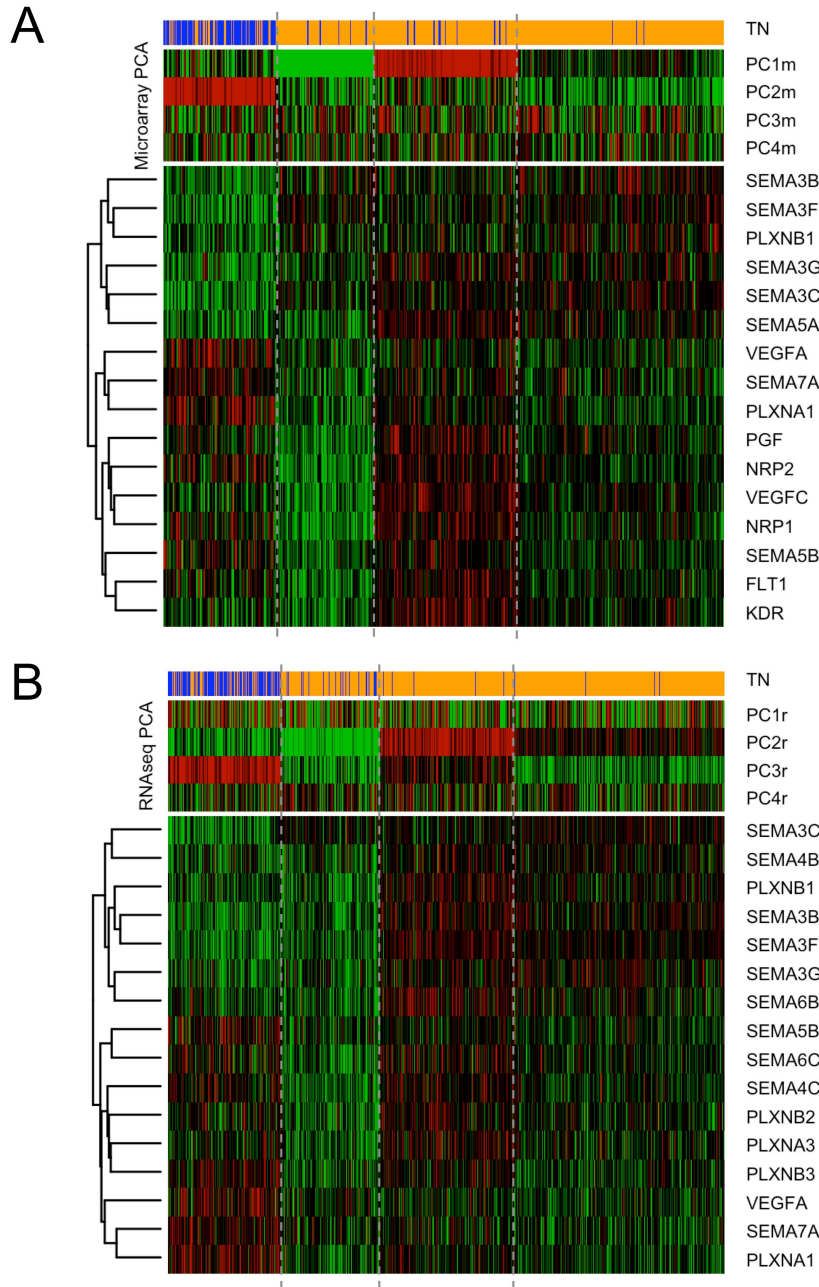 A
TN
Microarray PCA
PC1m
PC2m
PC3m
PC4m
SEMA3B
SEMA3F
PLXNB1
SEMA3G
SEMA3C
SEMA5A
VEGFA
SEMA7A
PLXNA1
PGF
NRP2
VEGFC
NRP1
SEMA5B
FLT1
KDR
B
TN
RNAseq PCA
PC1r
PC2r
PC3r
PC4r
SEMA3C
SEMA4B
PLXNB1
SEMA3B
SEMA3F
SEMA3G
SEMA6B
SEMA5B
SEMA6C
SEMA4C
PLXNB2
PLXNA3
PLXNB3
VEGFA
SEMA7A
PLXNA1